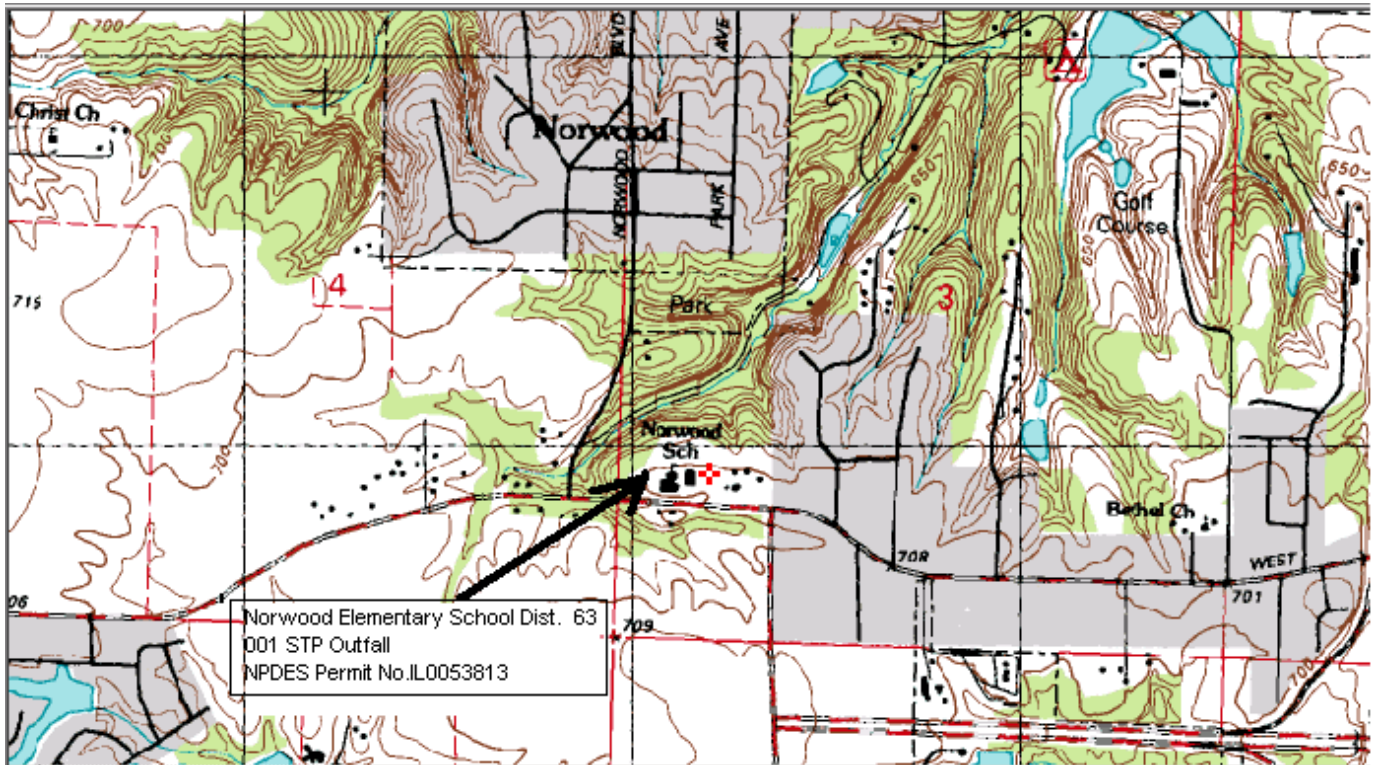 700
BLVD
AVE
Christ Ch
Norwood
700
650
650
NORWOOD
PARK
Golf
Course
650
4
3
715
Park
Norwood
Sch
700
Bethel Ch
708
WEST
701
06
Norwood Elementary School Dist. 63
001 STP Outfall
NPDES Permit No.IL0053813
709
700